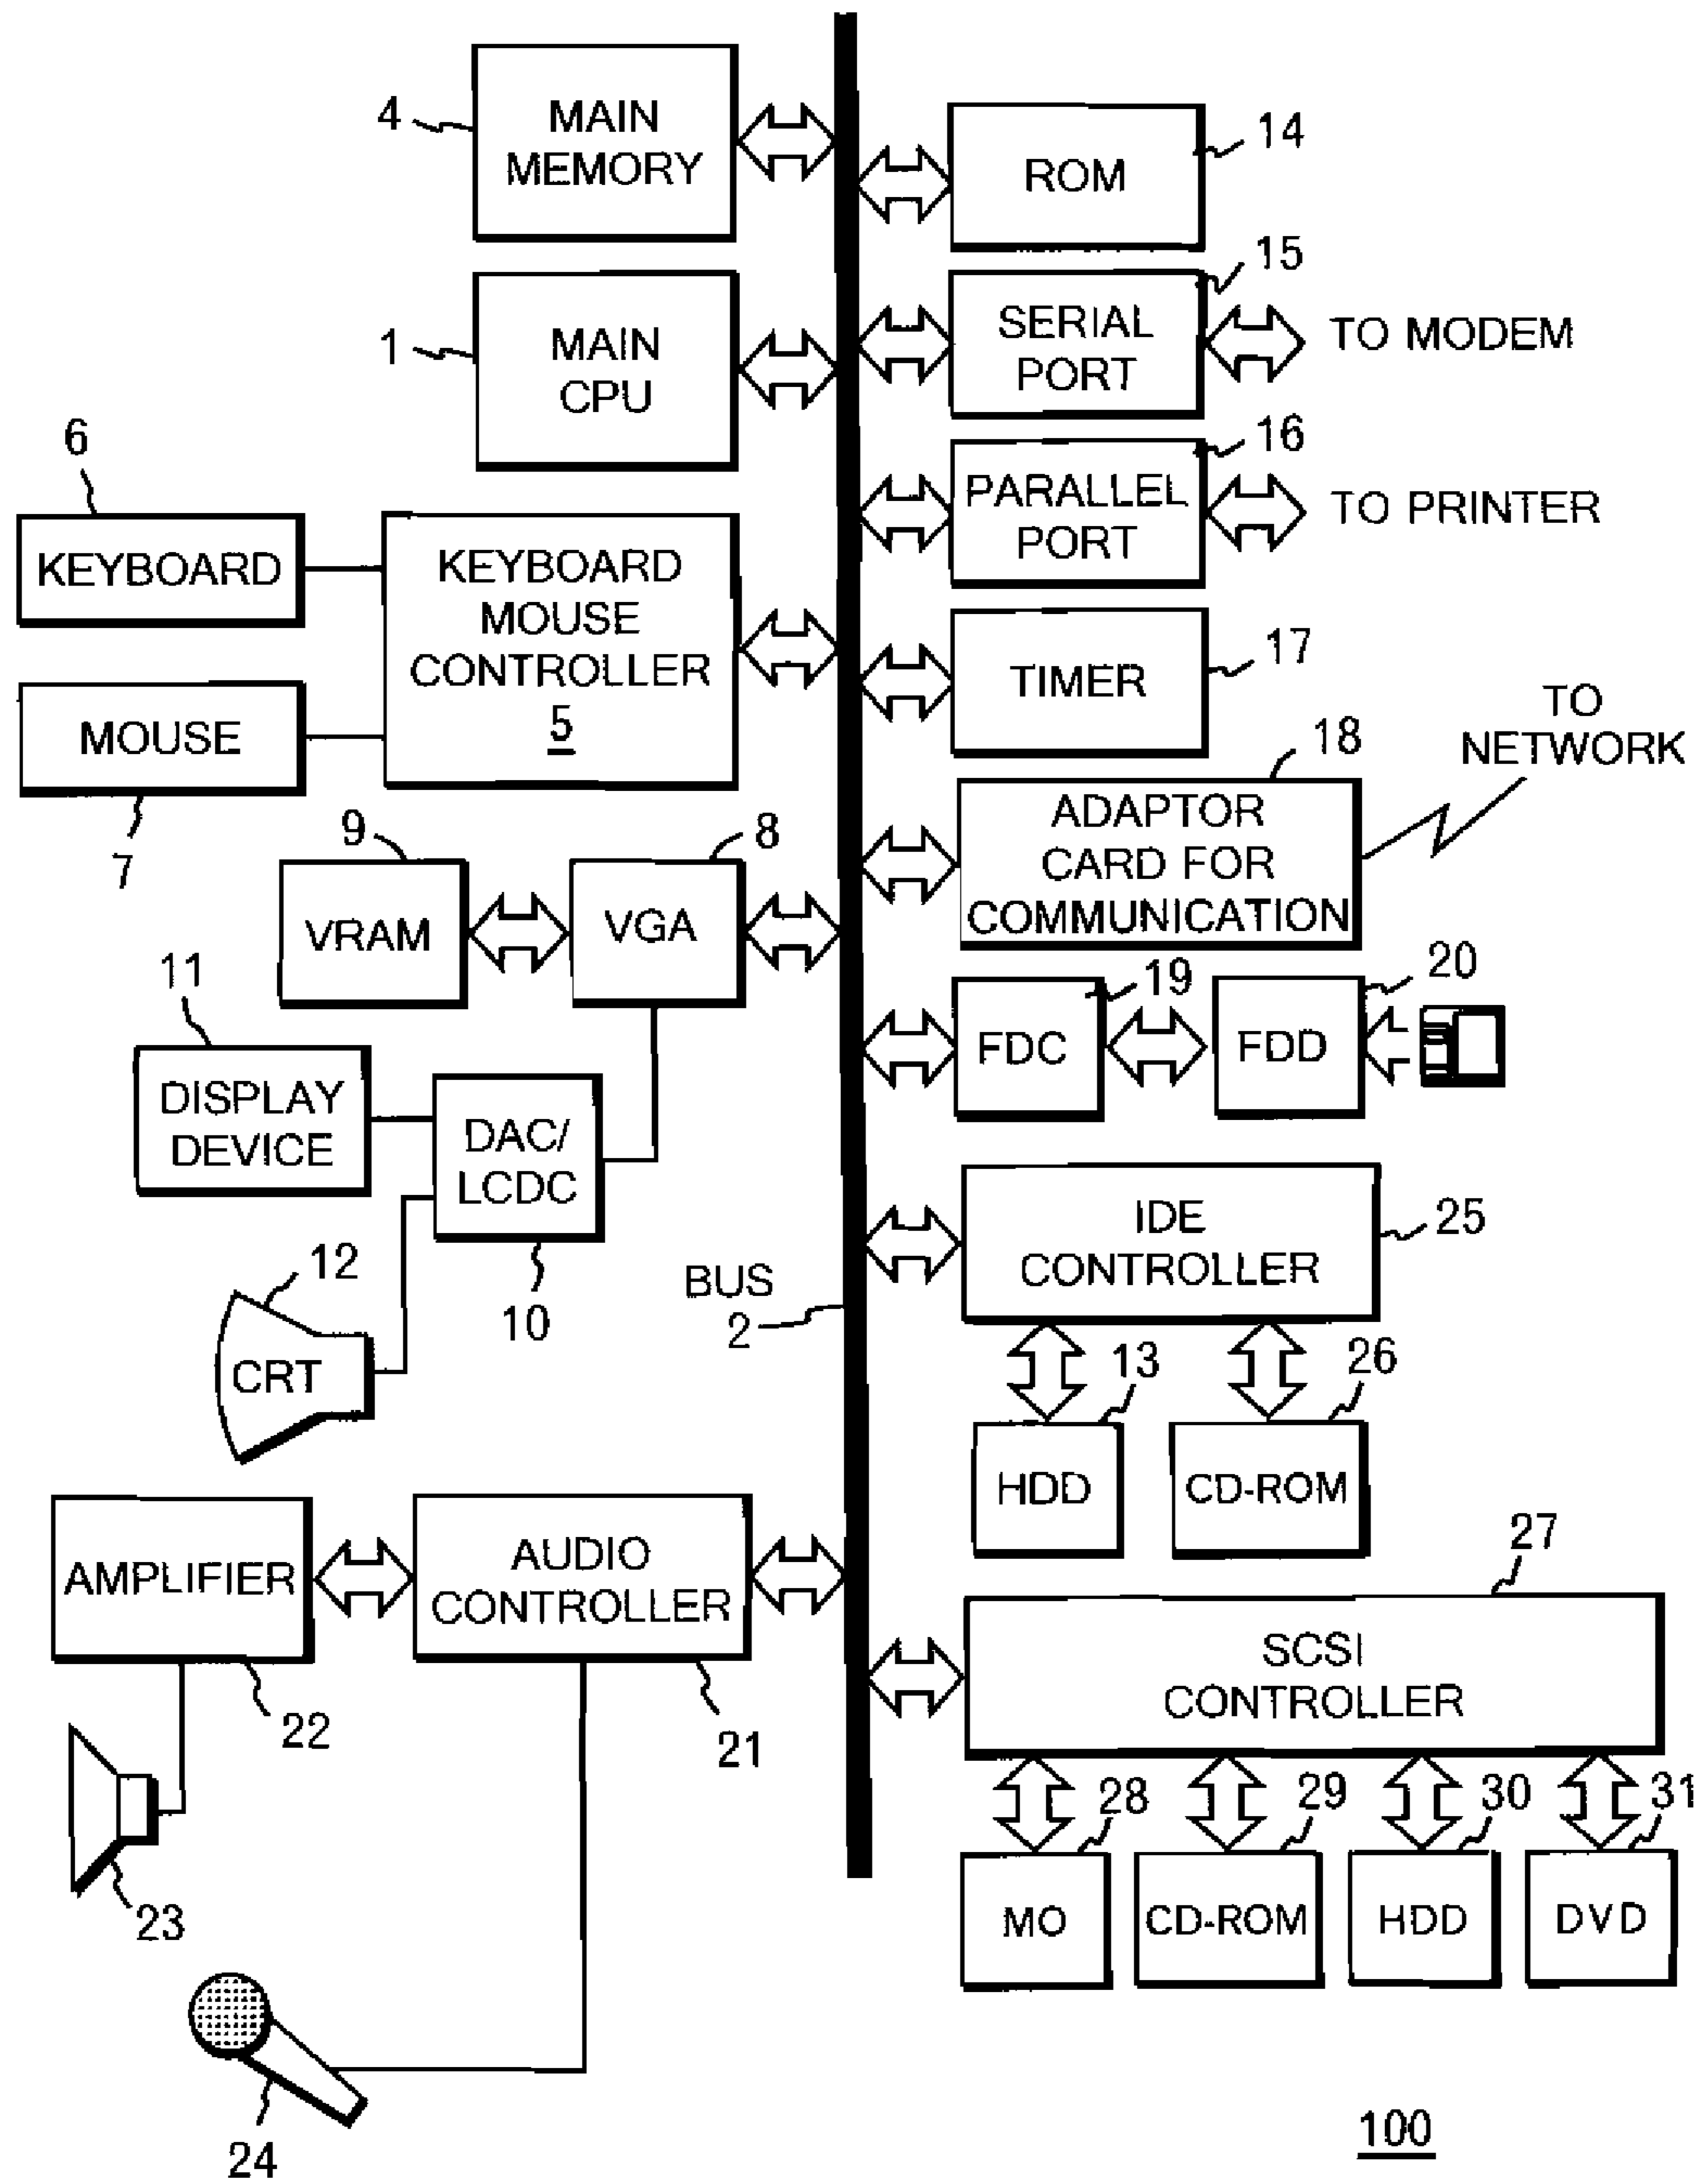 4
MAIN
MEMORY
ROM
14
1
MAIN
CPU
15
SERIAL
PORT
TO MODEM
16
PARALLEL
PORT
TO PRINTER
6
KEYBOARD
KEYBOARD
MOUSE
CONTROLLER
5
MOUSE
7
TIMER
17
TO
NETWORK
18
ADAPTOR
CARD FOR
COMMUNICATION
9
VRAM
8
VGA
19
FDC
20
FDD
11
DISPLAY
DEVICE
DAC/
LCDC
10
12
CRT
BUS
2
IDE
CONTROLLER
25
13
HDD
26
CD-ROM
AMPLIFIER
22
AUDIO
CONTROLLER
21
27
SCSI
CONTROLLER
23
28
MO
29
CD-ROM
30
HDD
31
DVD
24
100